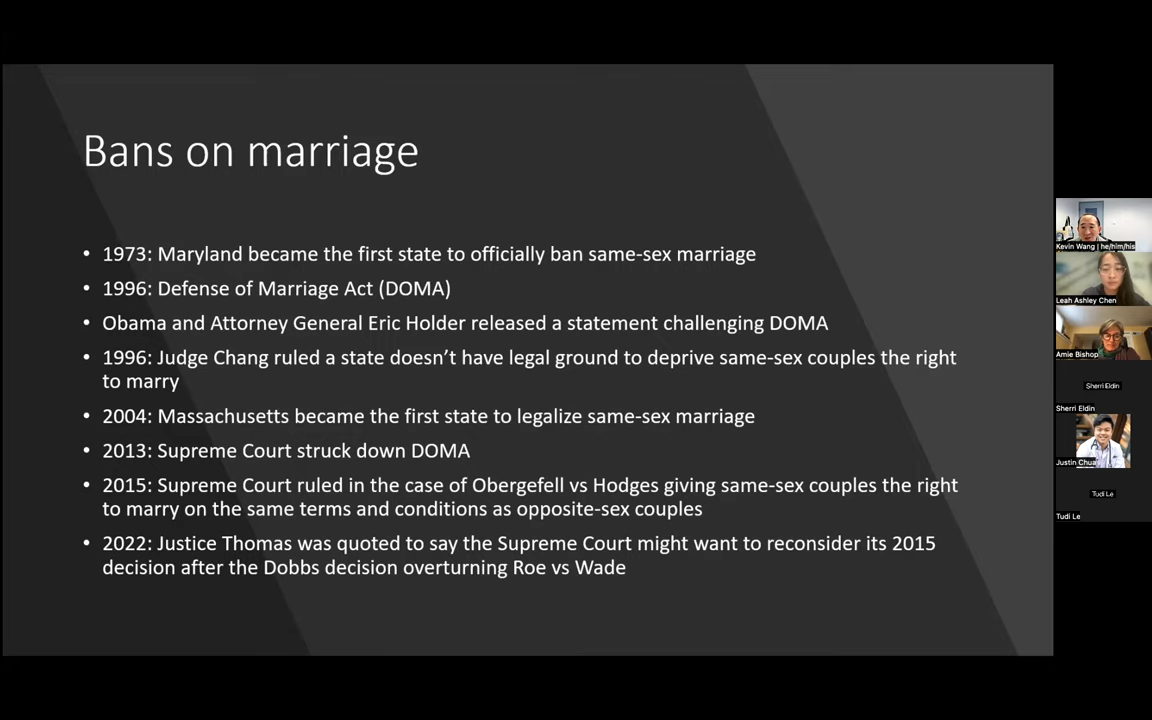 Bans on marriage
• 1973: Maryland became the first state to officially ban same-sex marriage
• 1996: Defense of Marriage Act (DOMA)
• Obama and Attorney General Eric Holder released a statement challenging DOMA
• 1996: Judge Chang ruled a state doesn’t have legal ground to deprive same-sex couples the right
to marry
• 2004: Massachusetts became the first state to legalize same-sex marriage
• 2013: Supreme Court struck down DOMA
• 2015: Supreme Court ruled in the case of Obergefell vs Hodges giving same-sex couples the right
to marry on the same terms and conditions as opposite-sex couples
• 2022: Justice Thomas was quoted to say the Supreme Court might want to reconsider its 2015
decision after the Dobbs decision overturning Roe vs Wade
Kevin Wang | he/him/his
Leah Ashley Chen
Amie Bishop
Sherri Eldin
Sherri Eldin
Justin Chua
Tudi Le
Tudi Le